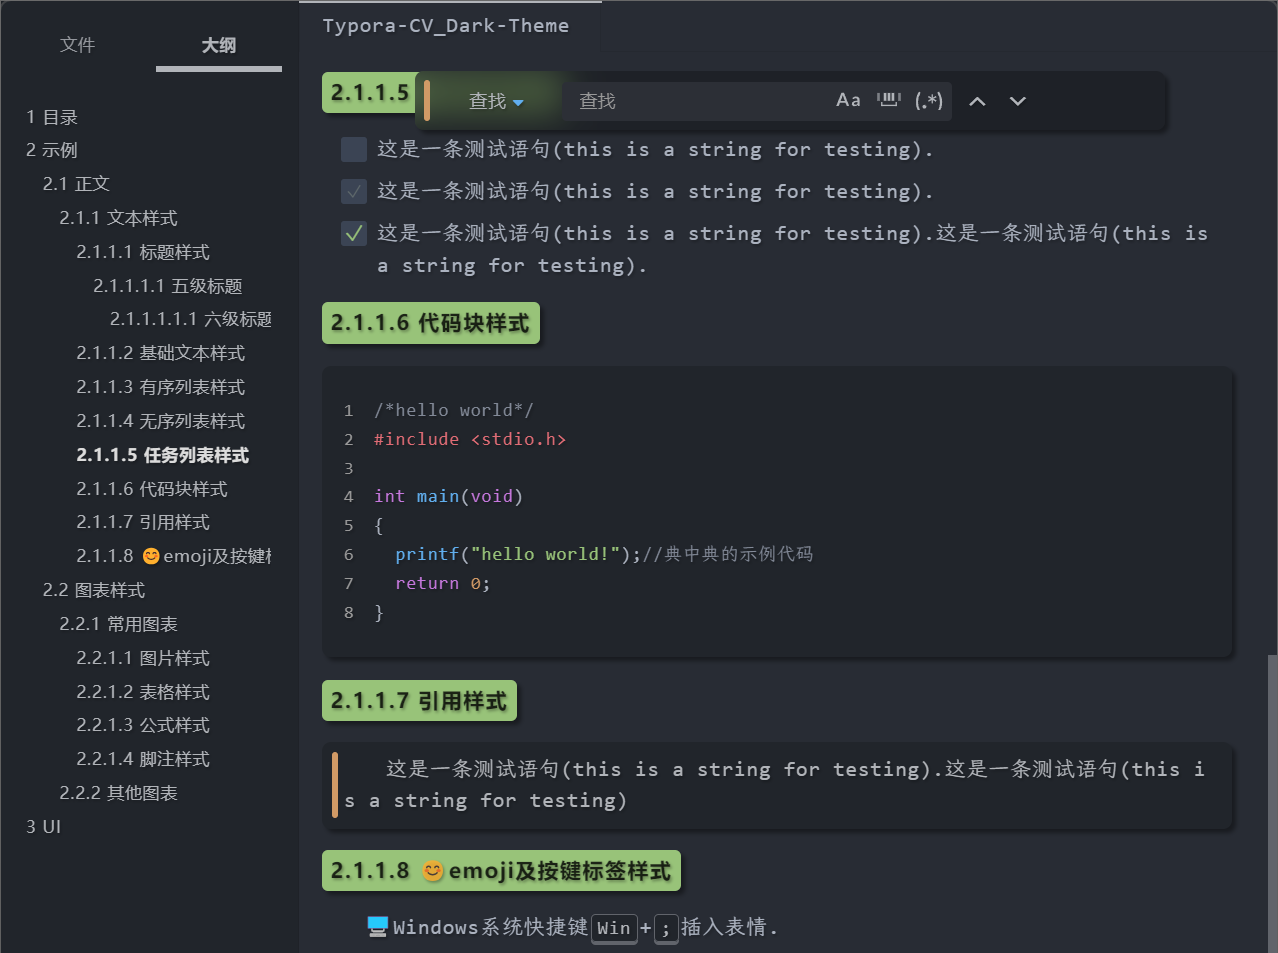 文件
大纲
1 目录
2 示例
2.1 正文
2.1.1 文本样式
2.1.1.1 标题样式
2.1.1.1.1 五级标题
2.1.1.1.1.1 六级标题
2.1.1.2 基础文本样式
2.1.1.3 有序列表样式
2.1.1.4 无序列表样式
2.1.1.5 任务列表样式
2.1.1.6 代码块样式
2.1.1.7 引用样式
2.1.1.8 😊emoji及按键
2.2 图表样式
2.2.1 常用图表
2.2.1.1 图片样式
2.2.1.2 表格样式
2.2.1.3 公式样式
2.2.1.4 脚注样式
2.2.2 其他图表
3 UI
Typora-CV_Dark-Theme
2.1.1.5
查找
查找
Aa
(.*)
这是一条测试语句(this is a string for testing).
这是一条测试语句(this is a string for testing).
这是一条测试语句(this is a string for testing).这是一条测试语句(this is
a string for testing).
2.1.1.6 代码块样式
1 /*hello world*/
2 #include <stdio.h>
3
4 int main(void)
5 {
6   printf("hello world!");//典中典的示例代码
7   return 0;
8 }
2.1.1.7 引用样式
这是一条测试语句(this is a string for testing).这是一条测试语句(this i
s a string for testing)
2.1.1.8 😊emoji及按键标签样式
🖥️Windows系统快捷键Win+;插入表情.